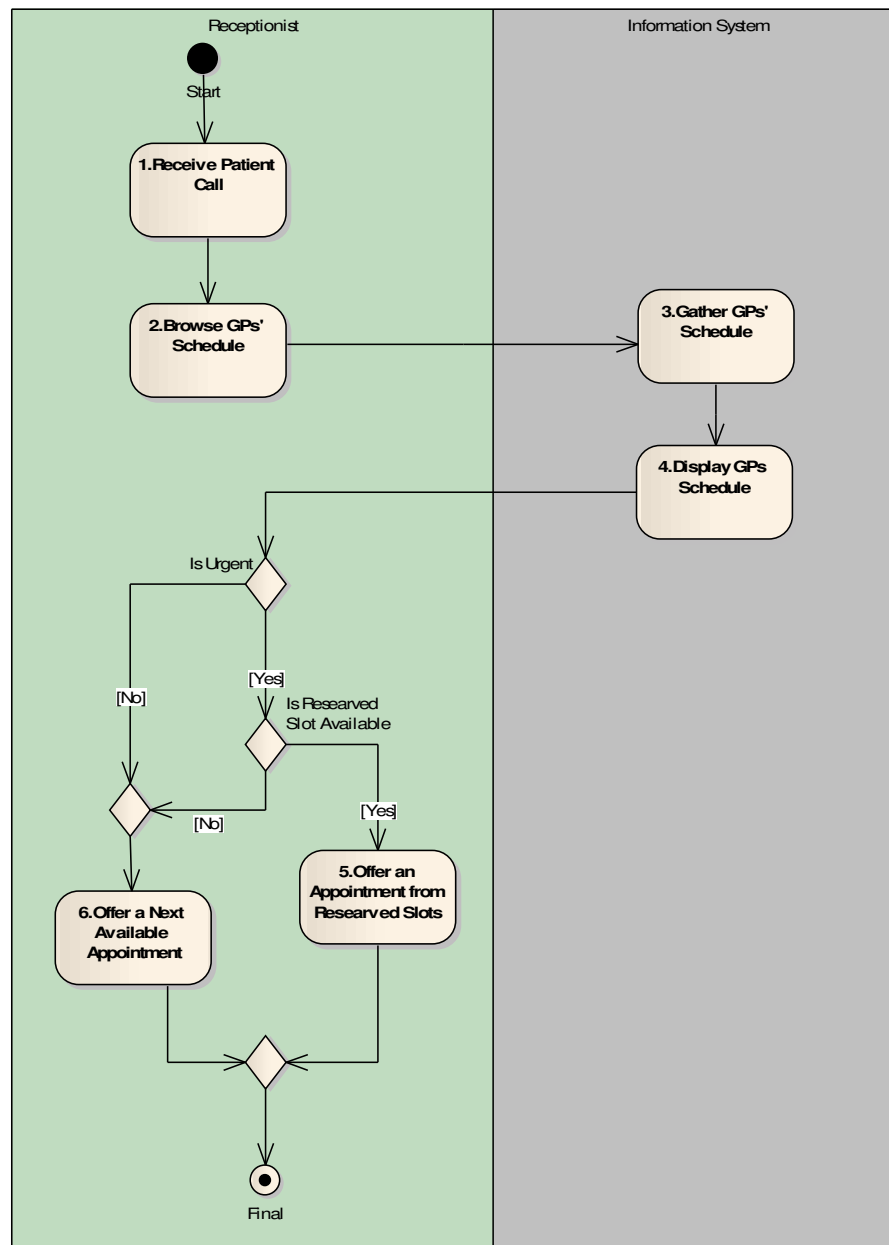 Receptionist
Information System
Start
1.Receive Patient
Call
2.Browse GPs'
Schedule
3.Gather GPs'
Schedule
4.Display GPs
Schedule
Is Urgent
[No]
[Yes]
Is Researved
Slot Available
[No]
[Yes]
5.Offer an
Appointment from
Researved Slots
6.Offer a Next
Available
Appointment
Final